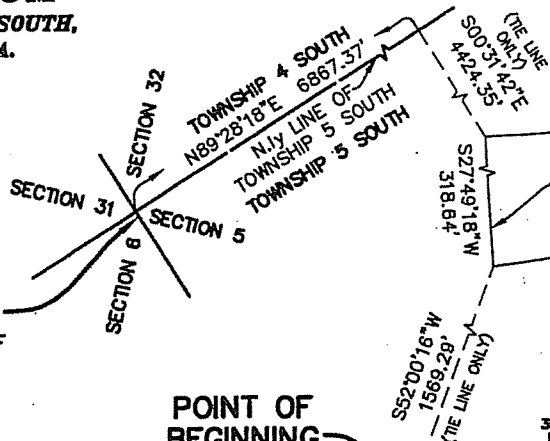 SOUTH,
A.
(TIE LINE
ONLY)
S00°31'42"E
4424.35'
TOWNSHIP 4 SOUTH
N89°28'18"E 6867.37'
N.ly LINE OF
TOWNSHIP 5 SOUTH
TOWNSHIP 5 SOUTH
SECTION 32
SECTION 31
SECTION 5
SECTION 6
S27°49'18"W
318.64'
S52°00'16"W
1569.29'
(TIE LINE ONLY)
POINT OF
BEGINNING
3